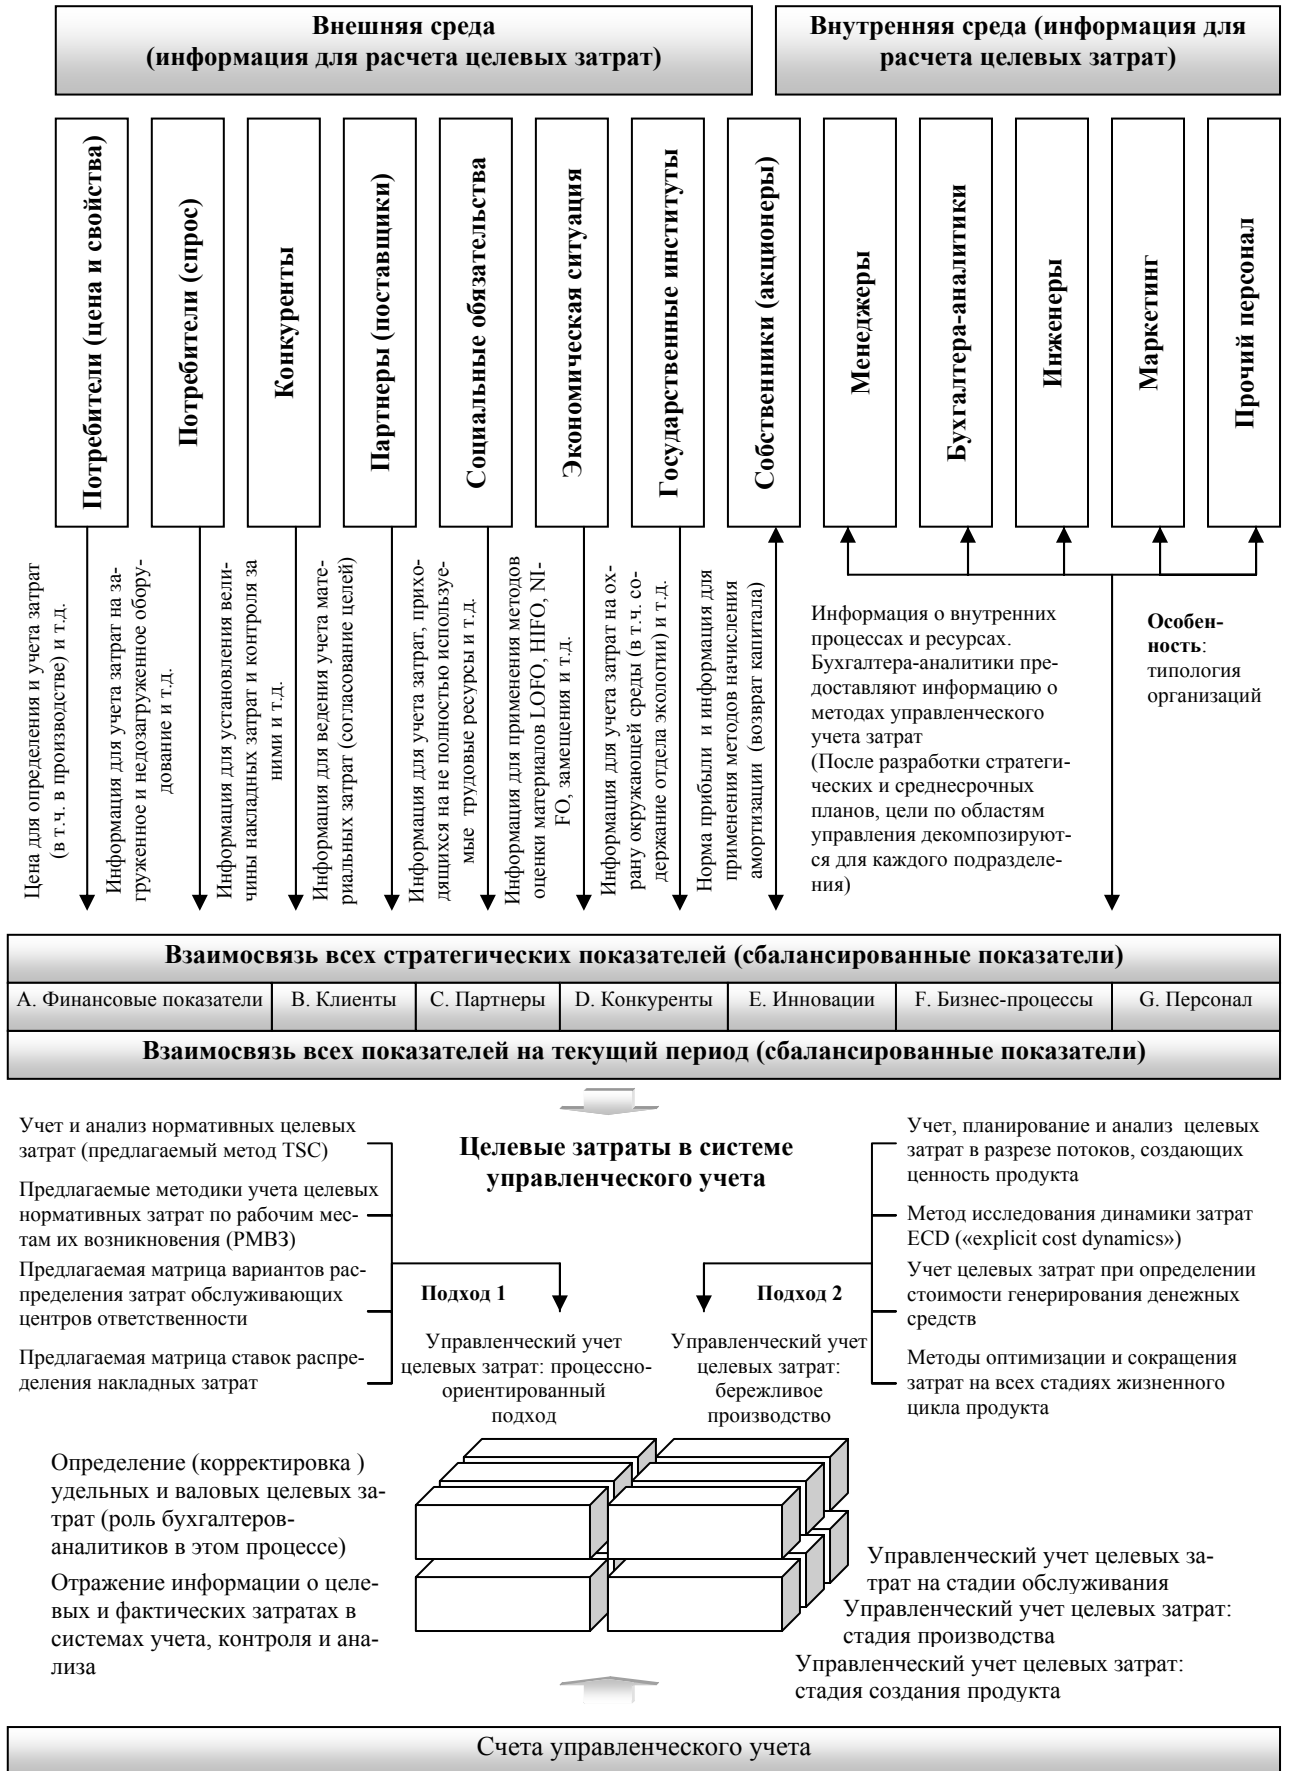 Внешняя среда
(информация для расчета целевых затрат)
Внутренняя среда (информация для
расчета целевых затрат)
Потребители (цена и свойства)
Потребители (спрос)
Конкуренты
Партнеры (поставщики)
Социальные обязательства
Экономическая ситуация
Государственные институты
Собственники (акционеры)
Менеджеры
Бухгалтера-аналитики
Инженеры
Маркетинг
Прочий персонал
Цена для определения и учета затрат
(в т.ч. в производстве) и т.д.
Информация для учета затрат на за-
груженное и недозагруженное обору-
дование и т.д.
Информация для установления вели-
чины накладных затрат и контроля за
ними и т.д.
Информация для ведения учета мате-
риальных затрат (согласование целей)
Информация для учета затрат, прихо-
дящихся на не полностью используе-
мые трудовые ресурсы и т.д.
Информация для применения методов
оценки материалов LOFO, HIFO, NI-
FO, замещения и т.д.
Информация для учета затрат на ох-
рану окружающей среды (в т.ч. со-
держание отдела экологии) и т.д.
Норма прибыли и информация для
применения методов начисления
амортизации (возврат капитала)
Информация о внутренних
процессах и ресурсах.
Бухгалтера-аналитики пре-
доставляют информацию о
методах управленческого
учета затрат
(После разработки стратеги-
ческих и среднесрочных
планов, цели по областям
управления декомпозируют-
ся для каждого подразделе-
ния)
Особен-
ность:
типология
организаций
Взаимосвязь всех стратегических показателей (сбалансированные показатели)
A. Финансовые показатели
B. Клиенты
C. Партнеры
D. Конкуренты
E. Инновации
F. Бизнес-процессы
G. Персонал
Взаимосвязь всех показателей на текущий период (сбалансированные показатели)
Учет и анализ нормативных целевых
затрат (предлагаемый метод TSC)
Предлагаемые методики учета целевых
нормативных затрат по рабочим мес-
там их возникновения (РМВЗ)
Предлагаемая матрица вариантов рас-
пределения затрат обслуживающих
центров ответственности
Предлагаемая матрица ставок распре-
деления накладных затрат
Целевые затраты в системе
управленческого учета
Учет, планирование и анализ целевых
затрат в разрезе потоков, создающих
ценность продукта
Метод исследования динамики затрат
ECD («explicit cost dynamics»)
Учет целевых затрат при определении
стоимости генерирования денежных
средств
Методы оптимизации и сокращения
затрат на всех стадиях жизненного
цикла продукта
Подход 1
Подход 2
Управленческий учет
целевых затрат: процессно-
ориентированный
подход
Управленческий учет
целевых затрат:
бережливое
производство
Определение (корректировка )
удельных и валовых целевых за-
трат (роль бухгалтеров-
аналитиков в этом процессе)
Отражение информации о целе-
вых и фактических затратах в
системах учета, контроля и ана-
лиза
Управленческий учет целевых за-
трат на стадии обслуживания
Управленческий учет целевых затрат:
стадия производства
Управленческий учет целевых затрат:
стадия создания продукта
Счета управленческого учета